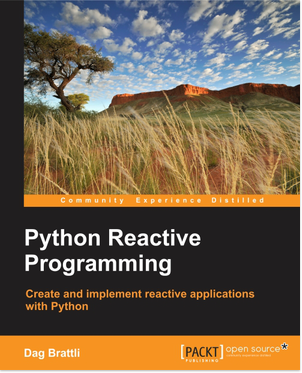 Community Experience Distilled
Python Reactive
Programming
Create and implement reactive applications
with Python
Dag Brattli
[PACKT] open source*
PUBLISHING